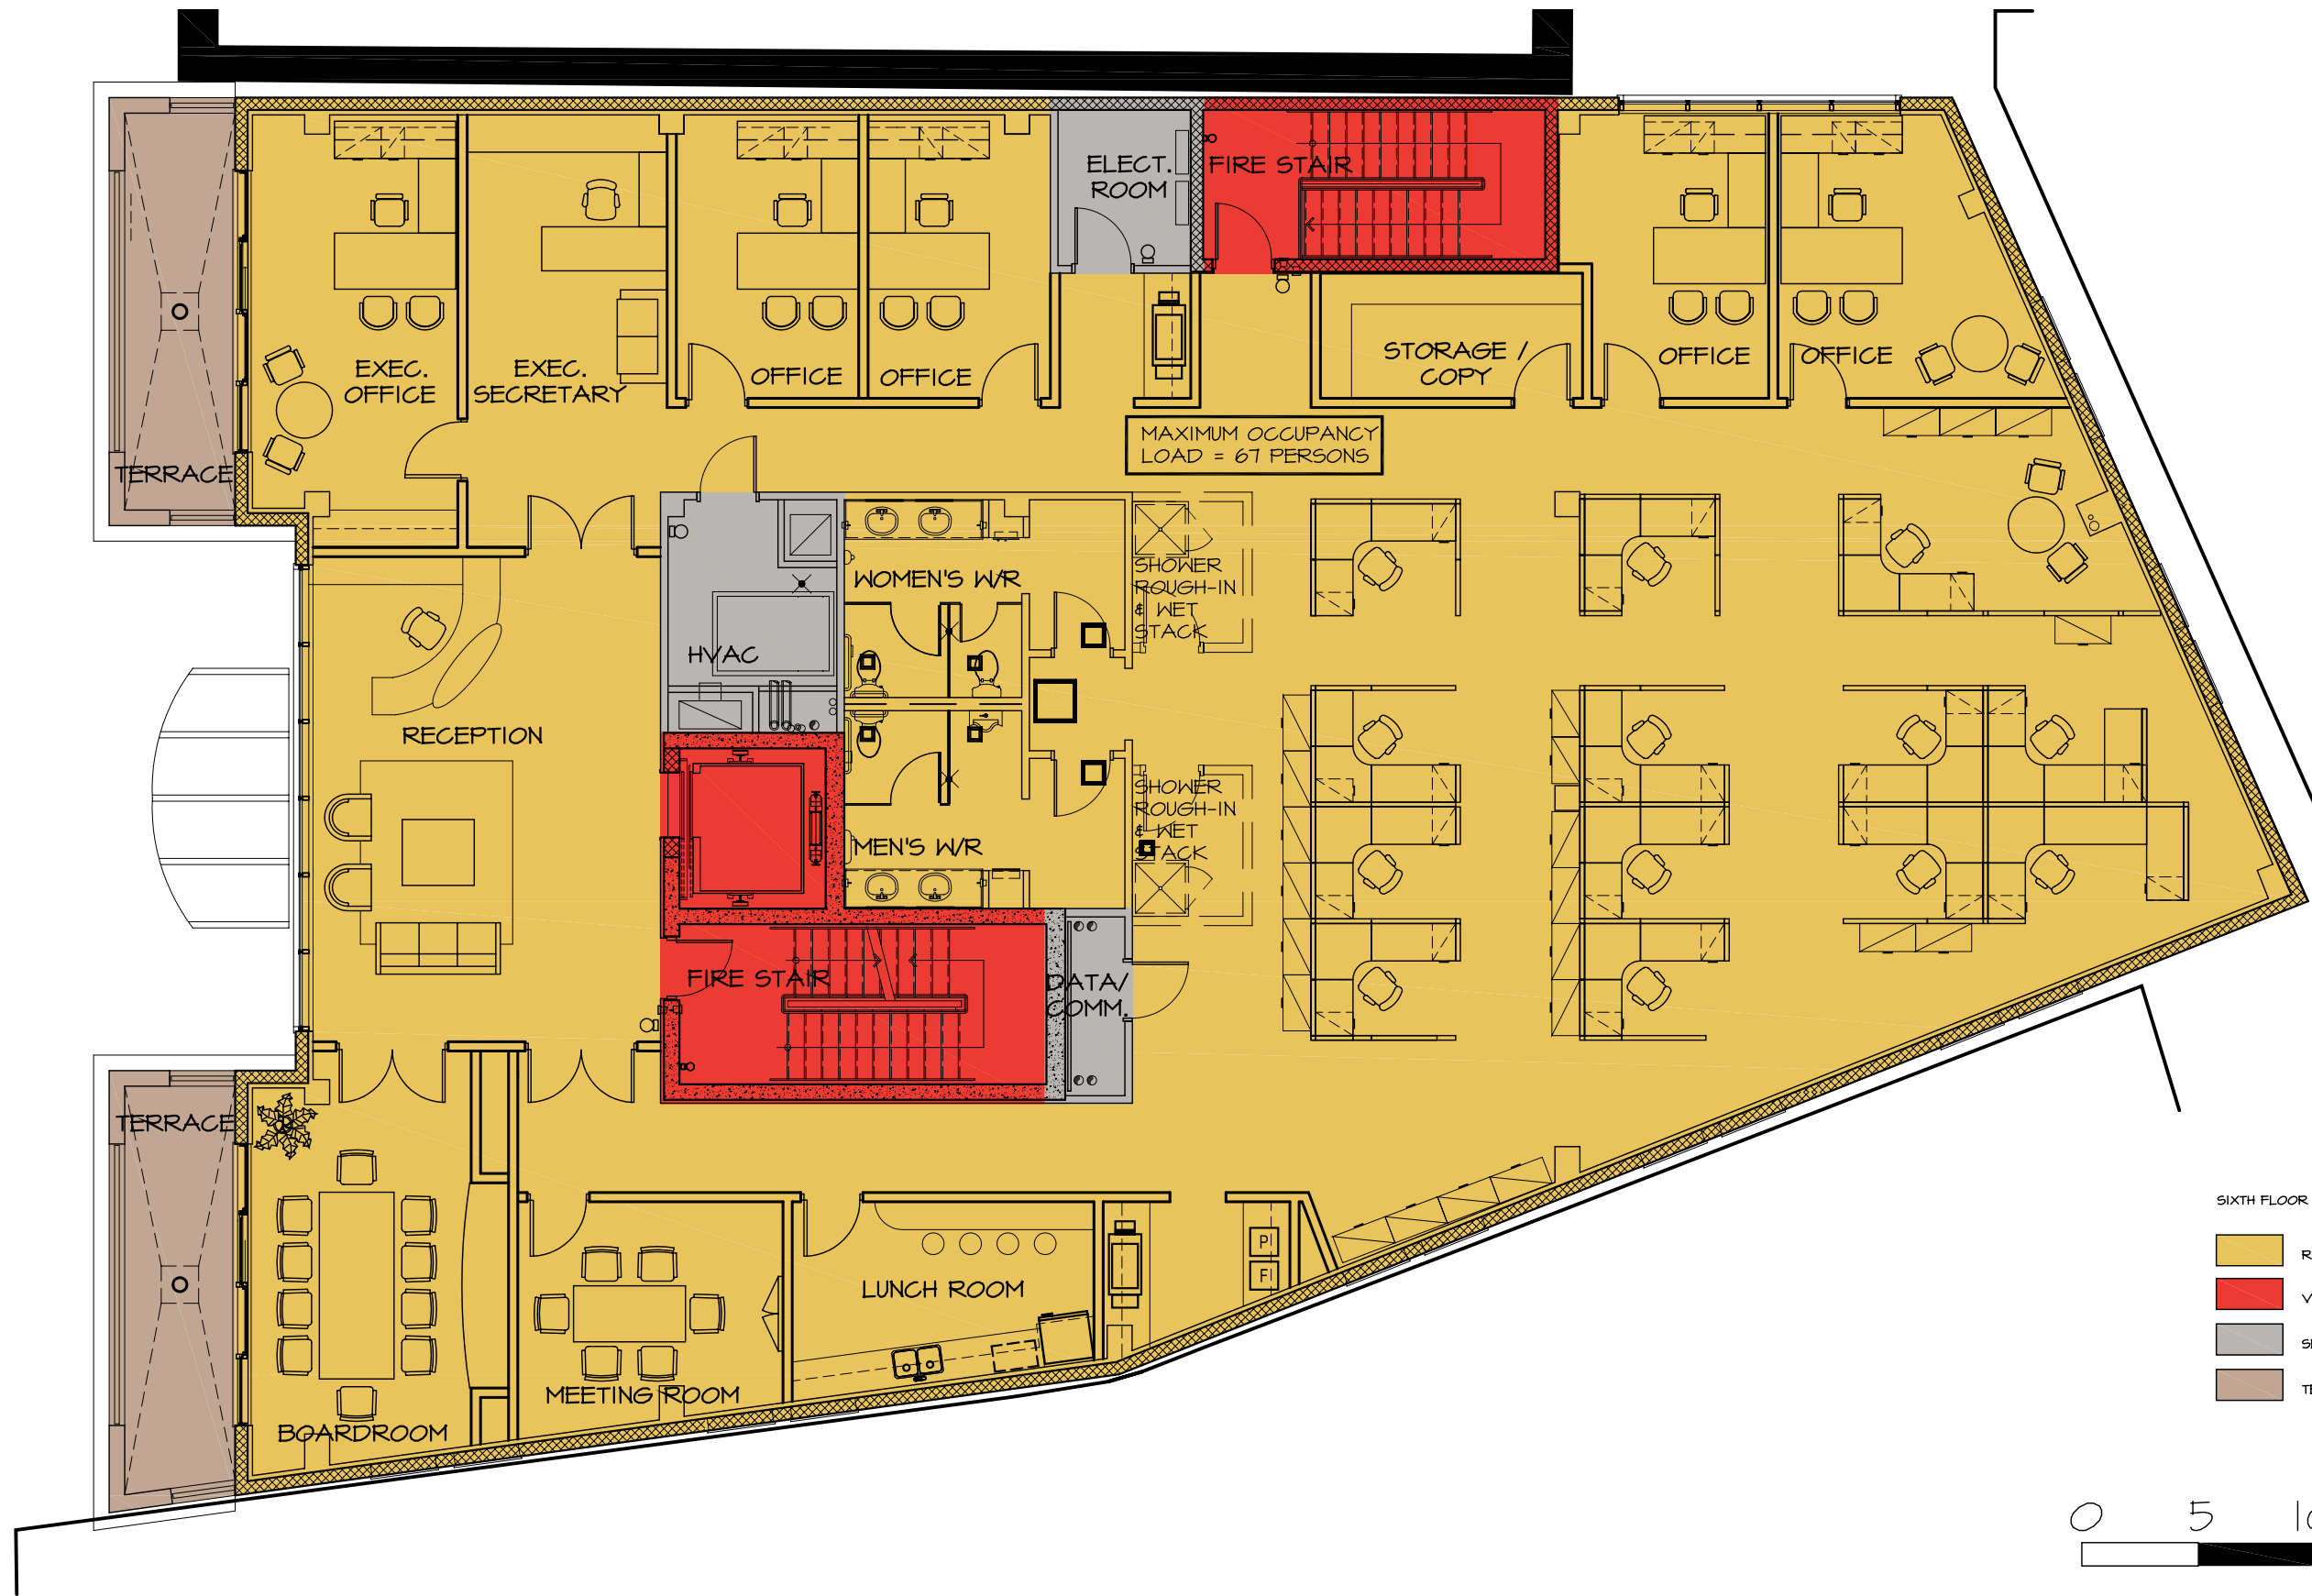 ELECT.
ROOM
FIRE STAIR
EXEC.
OFFICE
EXEC.
SECRETARY
OFFICE
OFFICE
STORAGE /
COPY
OFFICE
OFFICE
TERRACE
MAXIMUM OCCUPANCY
LOAD = 67 PERSONS
WOMEN'S W/R
SHOWER
ROUGH-IN
& WET
STACK
HVAC
RECEPTION
SHOWER
ROUGH-IN
& WET
STACK
MEN'S W/R
FIRE STAIR
DATA/
COMM.
TERRACE
P
F
LUNCH ROOM
MEETING ROOM
BOARDROOM
SIXTH FLOOR
0 5